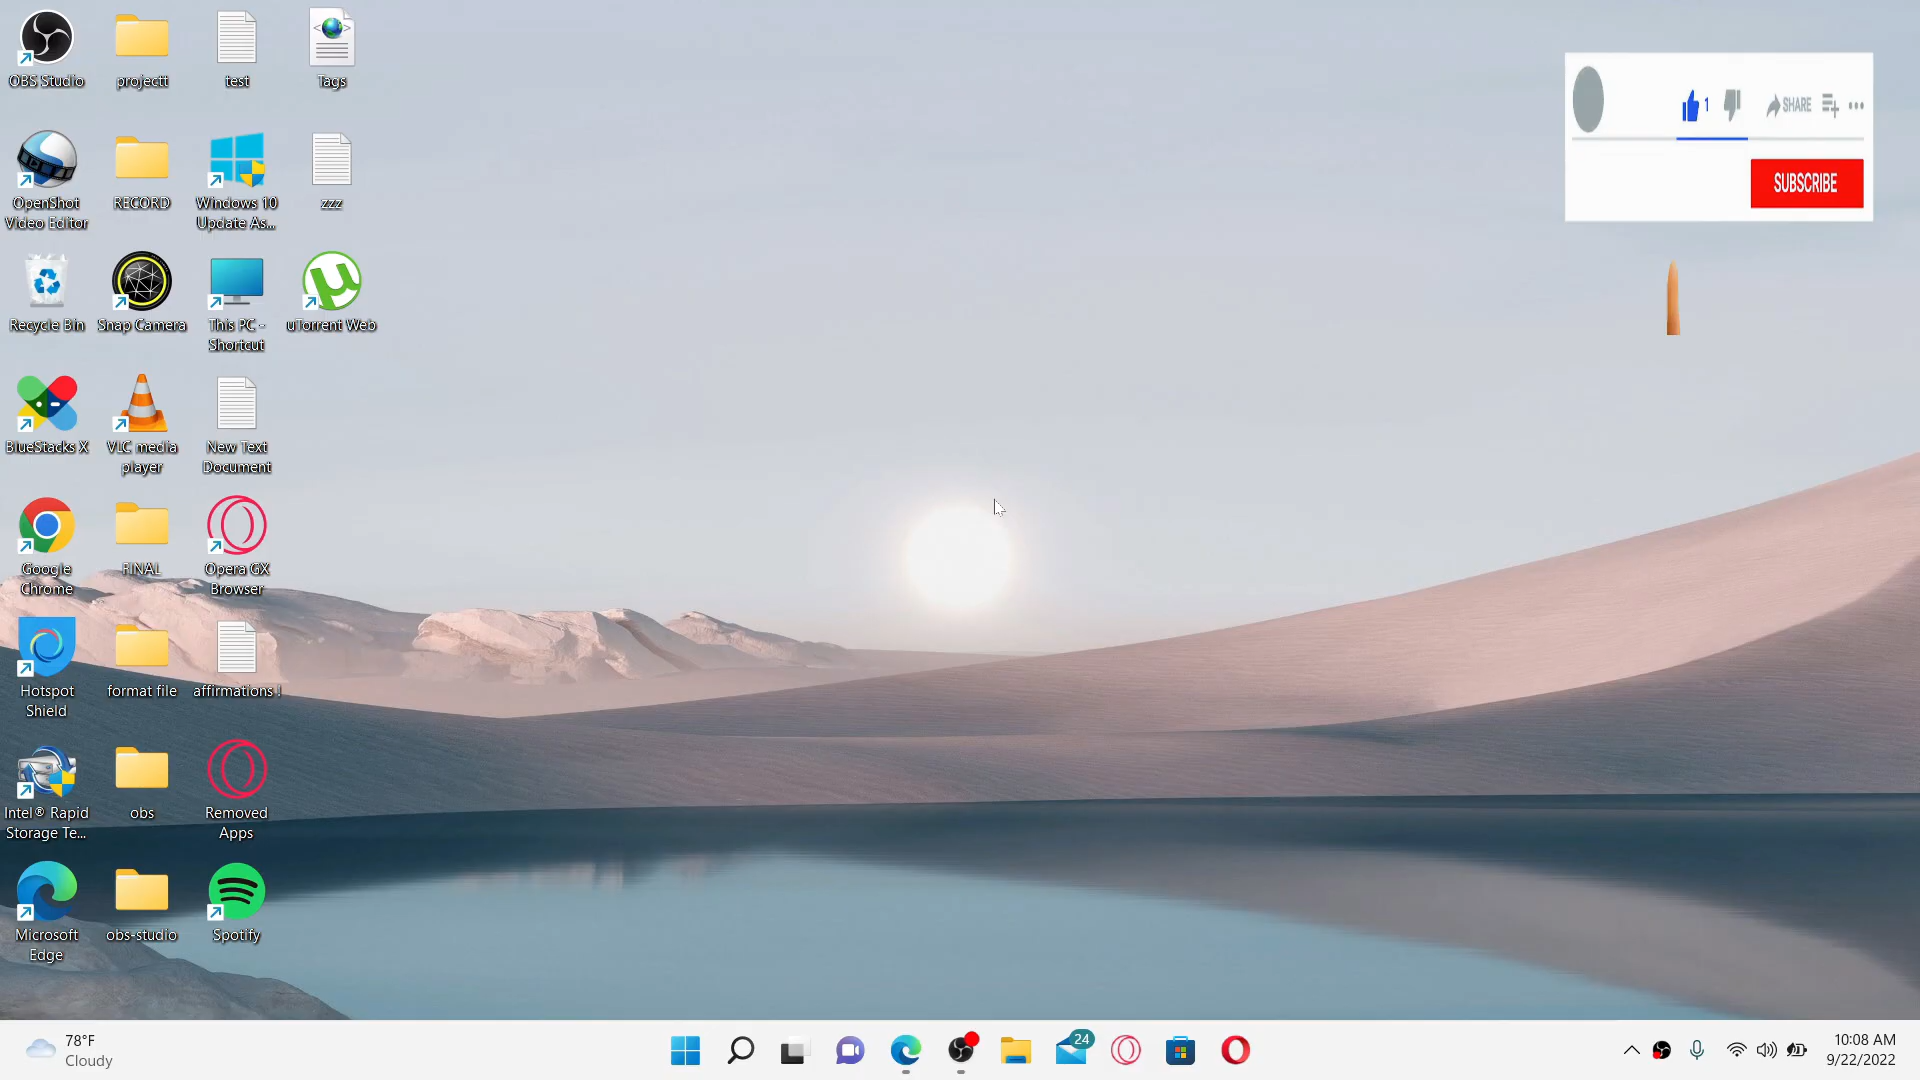 OBS Studio
projectt
test
Tags
OpenShot
Video Editor
RECORD
Windows 10
Update As...
zzz
Recycle Bin
Snap Camera
This PC -
Shortcut
uTorrent Web
BlueStacks X
VLC media
player
New Text
Document
Google
Chrome
FINAL
Opera GX
Browser
Hotspot
Shield
format file
affirmations !
Intel® Rapid
Storage Te...
obs
Removed
Apps
Microsoft
Edge
obs-studio
Spotify
1
SHARE
SUBSCRIBE
78°F
Cloudy
24
10:08 AM
9/22/2022